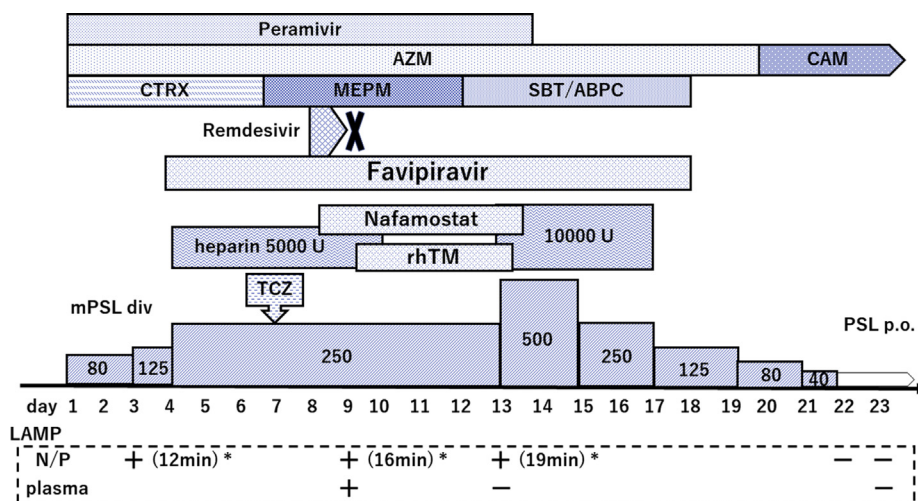 Peramivir
AZM CAM
CTRX MEPM SBT/ABPC
Remdesivir X
Favipiravir
Nafamostat
heparin 5000 U 10000 U
rhTM
TCZ
mPSL div PSL p.o.
80 125 250 500 250 125 80 40
day 1 2 3 4 5 6 7 8 9 10 11 12 13 14 15 16 17 18 19 20 21 22 23
LAMP
N/P + (12min) * + (16min) * + (19min) * − −
plasma + − −